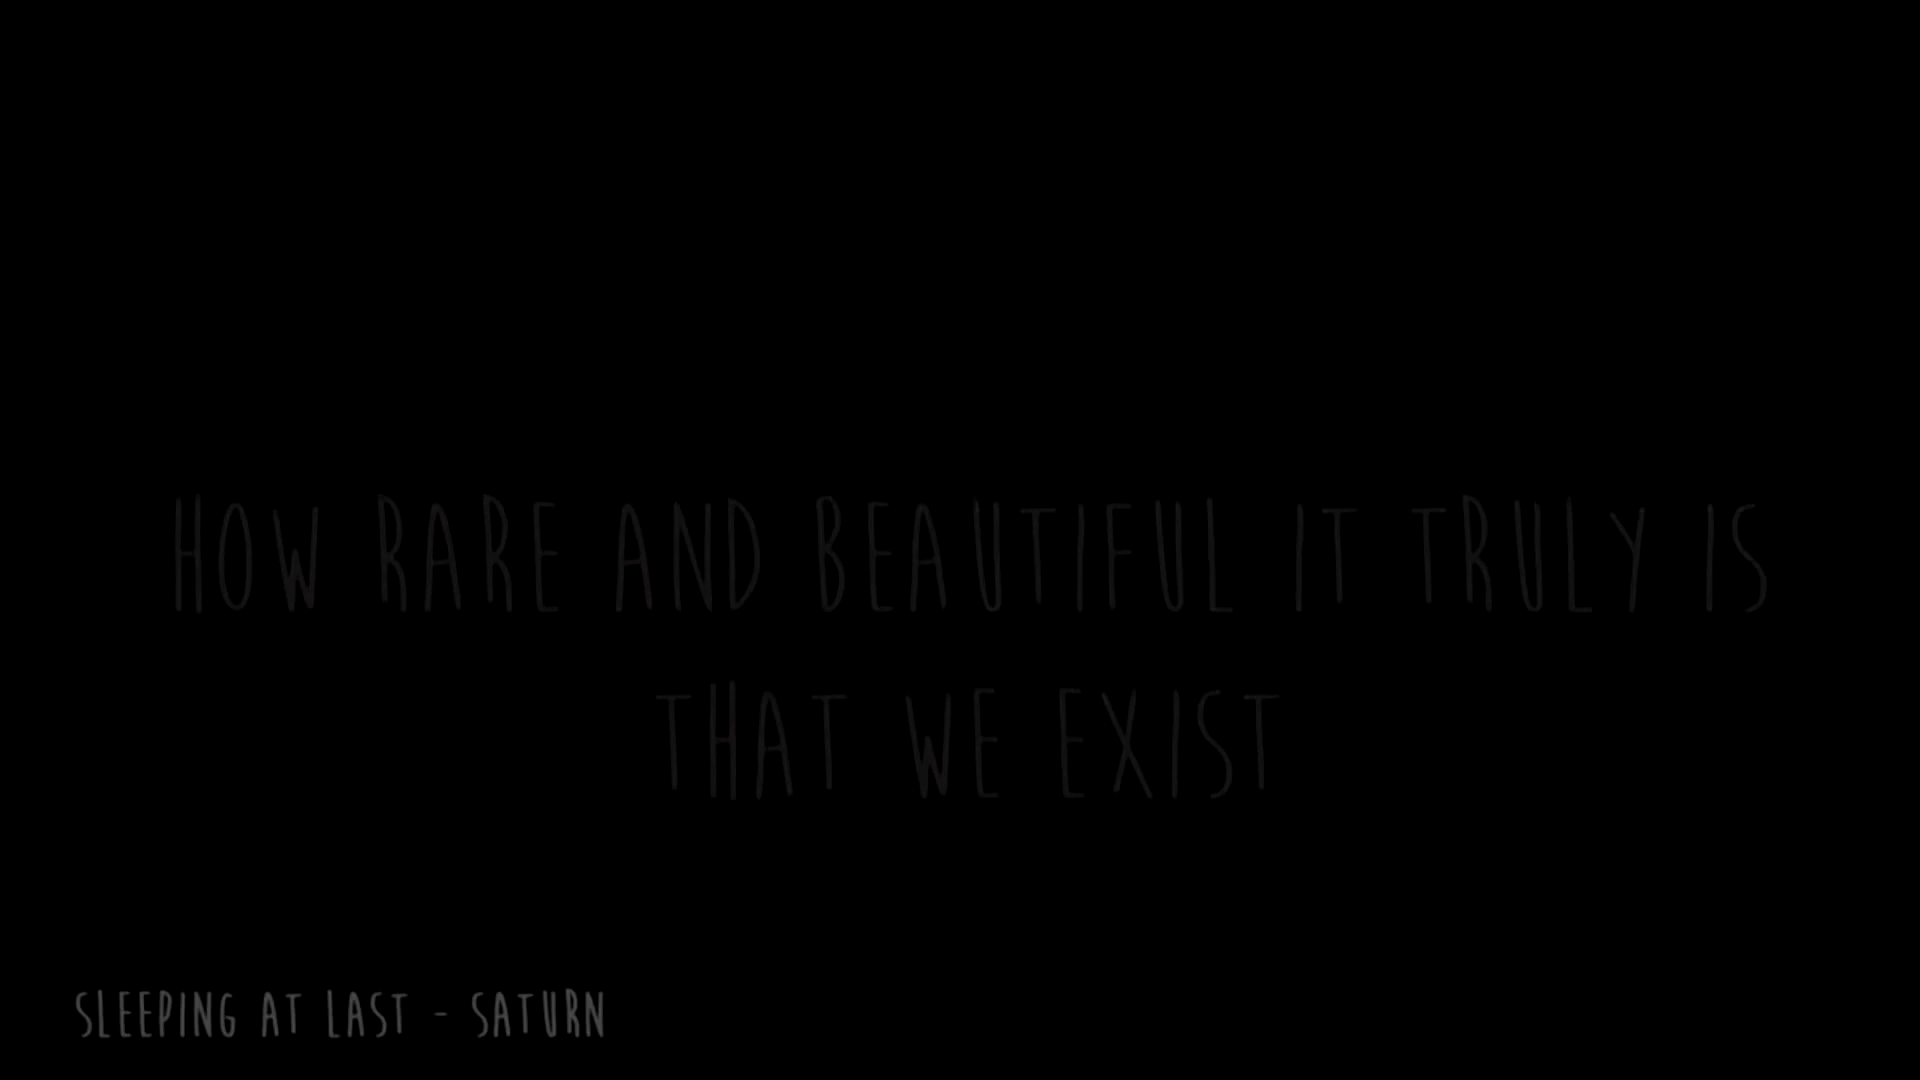 HOW RARE AND BEAUTIFUL IT TRULY IS
THAT WE EXIST
SLEEPING AT LAST - SATURN